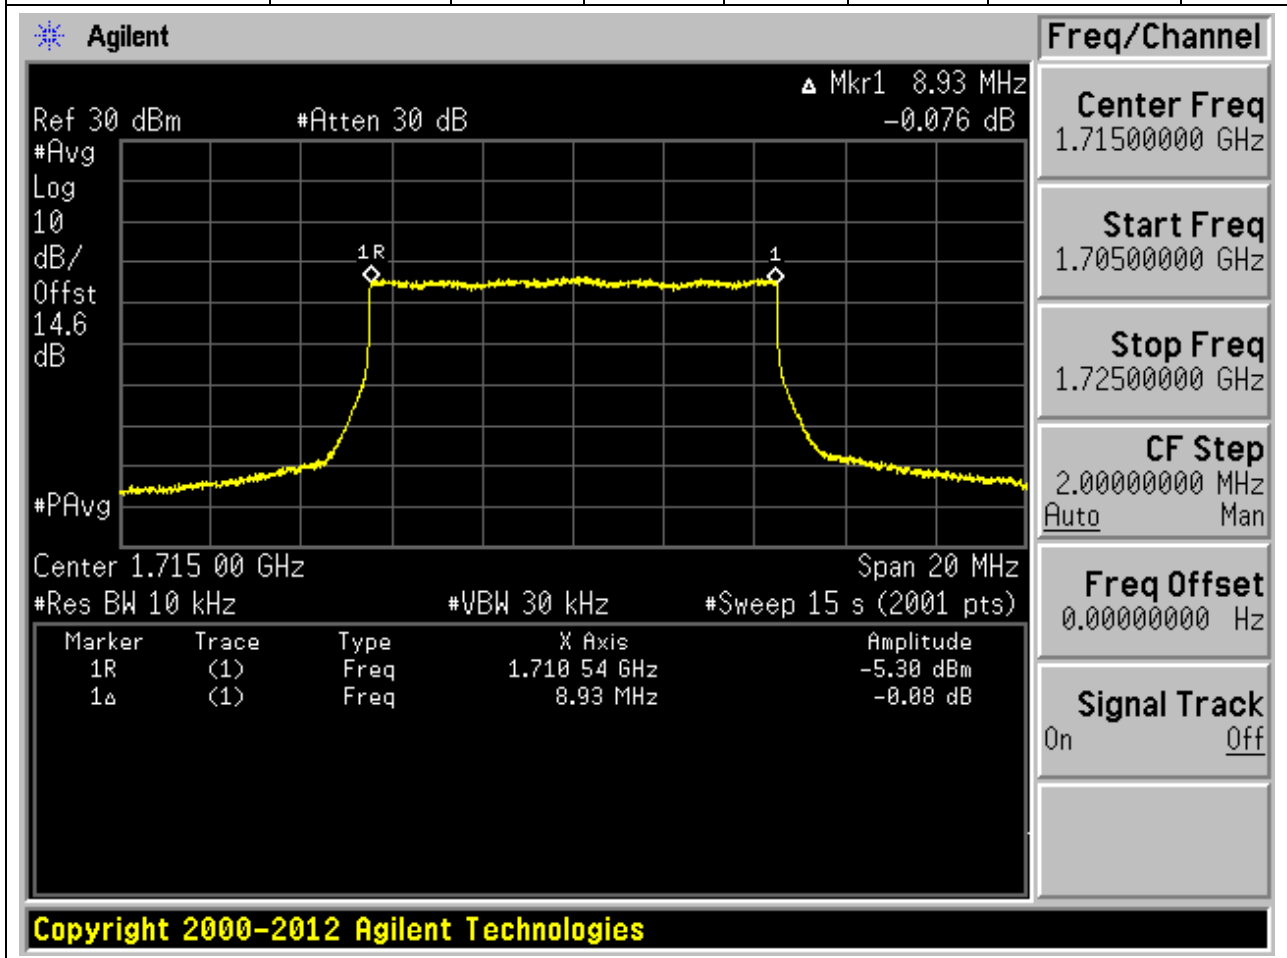 Agilent
Freq/Channel
▵ Mkr1 8.93 MHz
Ref 30 dBm #Atten 30 dB -0.076 dB
#Avg
Log
10
dB/
Offst
14.6
dB
#PAvg
1R
1
Center 1.715 00 GHz Span 20 MHz
#Res BW 10 kHz #VBW 30 kHz #Sweep 15 s (2001 pts)
Marker Trace Type X Axis Amplitude
1R (1) Freq 1.710 54 GHz -5.30 dBm
1▵ (1) Freq 8.93 MHz -0.08 dB
Center Freq
1.71500000 GHz
Start Freq
1.70500000 GHz
Stop Freq
1.72500000 GHz
CF Step
2.00000000 MHz
Auto Man
Freq Offset
0.00000000 Hz
Signal Track
On Off
Copyright 2000-2012 Agilent Technologies